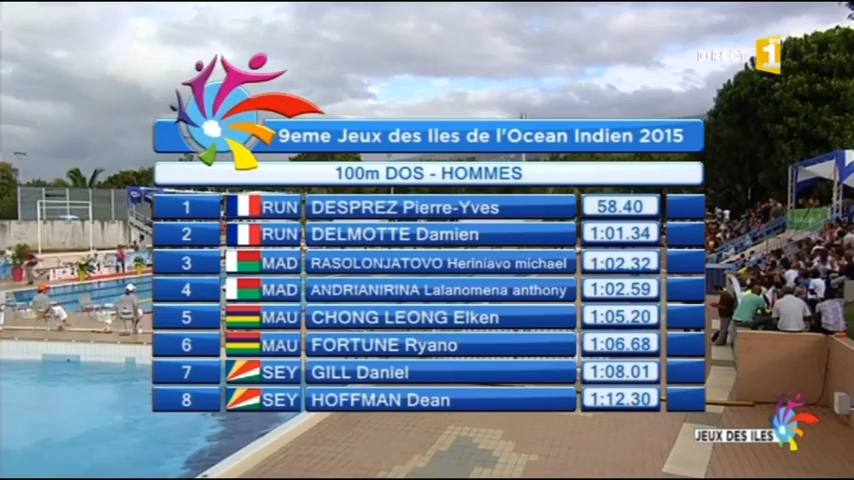 DIRECT 1
9eme Jeux des Iles de l'Ocean Indien 2015
100m DOS - HOMMES
1 RUN DESPREZ Pierre-Yves 58.40
2 RUN DELMOTTE Damien 1:01.34
3 MAD RASOLONJATOVO Heriniavo michael 1:02.32
4 MAD ANDRIANIRINA Lalanomena anthony 1:02.59
5 MAU CHONG LEONG Elken 1:05.20
6 MAU FORTUNE Ryano 1:06.68
7 SEY GILL Daniel 1:08.01
8 SEY HOFFMAN Dean 1:12.30
JEUX DES ILES